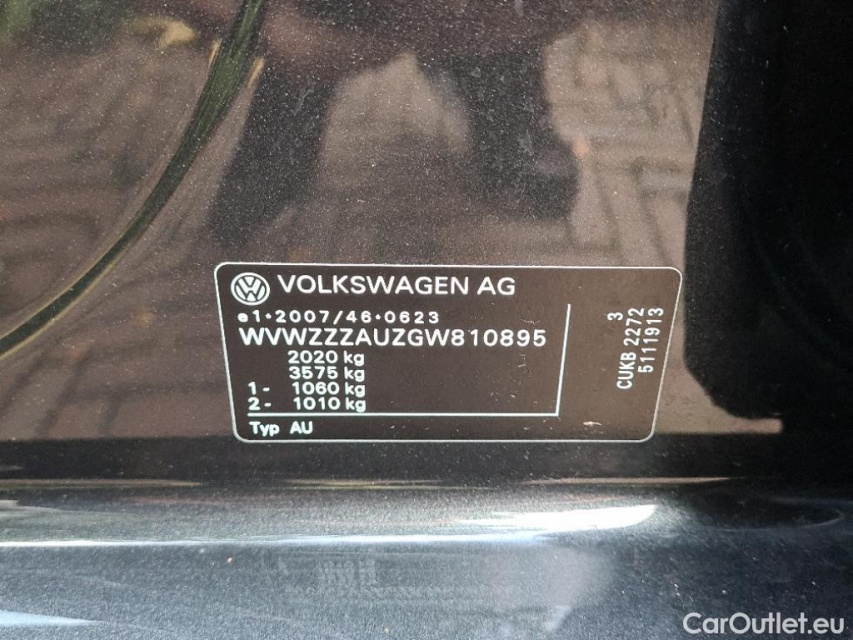 VOLKSWAGEN AG
e1*2007/46*0623
WVWZZZAUZGW810895
2020 kg
3575 kg
1- 1060 kg
2- 1010 kg
Typ AU
3
CUKB 2272
5111913
CarOutlet.eu